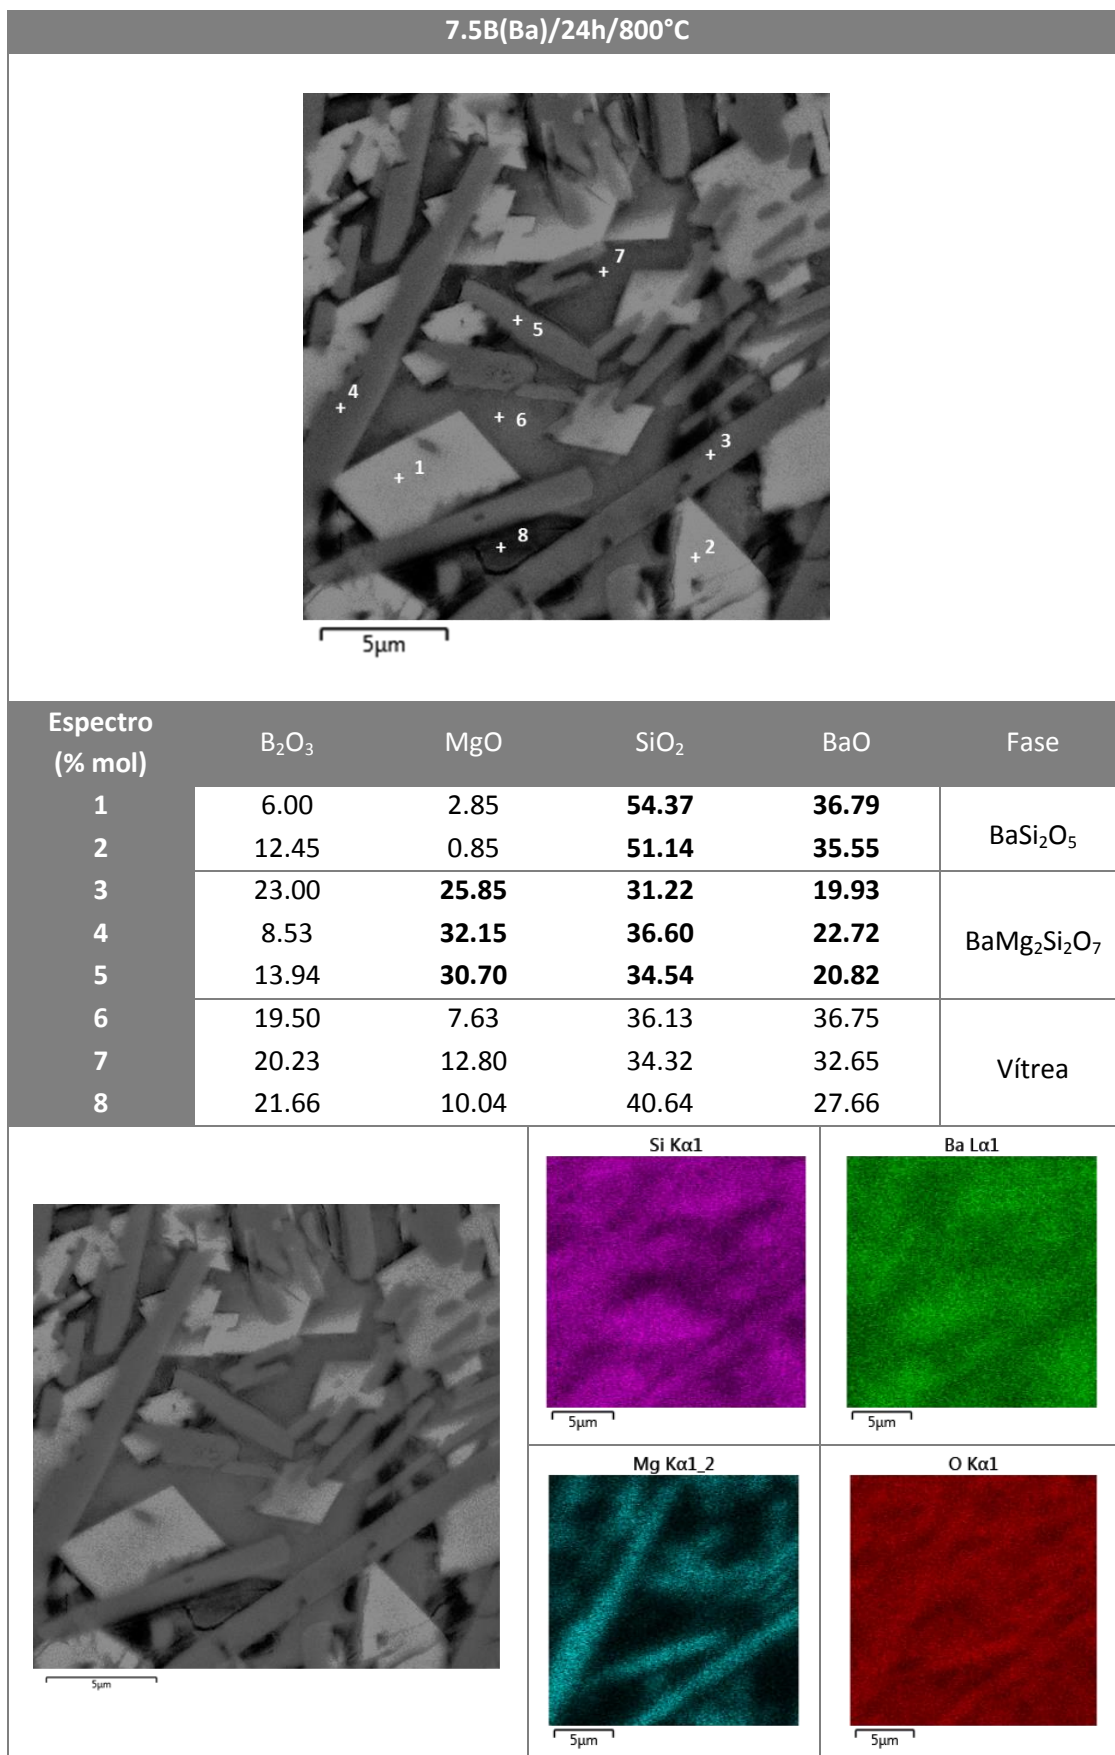 7.5B(Ba)/24h/800°C
7
5
4
6
3
1
8
2
5µm
Espectro (% mol) B₂O₃ MgO SiO₂ BaO Fase
1 6.00 2.85 54.37 36.79 BaSi₂O₅
2 12.45 0.85 51.14 35.55
3 23.00 25.85 31.22 19.93 BaMg₂Si₂O₇
4 8.53 32.15 36.60 22.72
5 13.94 30.70 34.54 20.82
6 19.50 7.63 36.13 36.75 Vítrea
7 20.23 12.80 34.32 32.65
8 21.66 10.04 40.64 27.66
Si Kα1
5µm
Ba Lα1
5µm
5µm
Mg Kα1_2
5µm
O Kα1
5µm